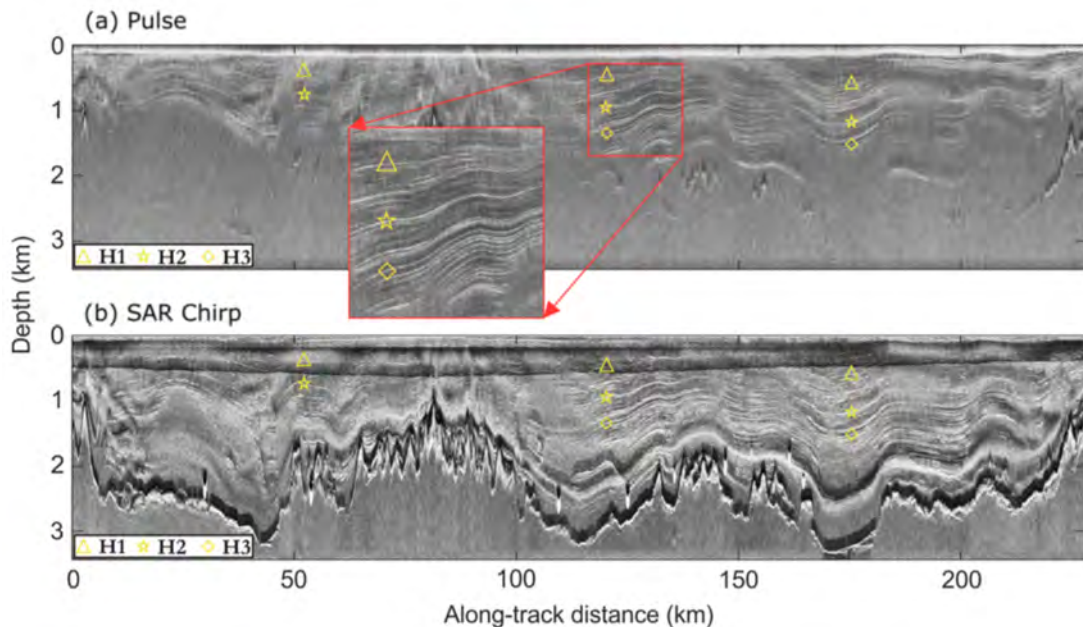 (a) Pulse
0
1
2
3
H1 H2 H3
Depth (km)
(b) SAR Chirp
0
1
2
3
H1 H2 H3
0 50 100 150 200
Along-track distance (km)